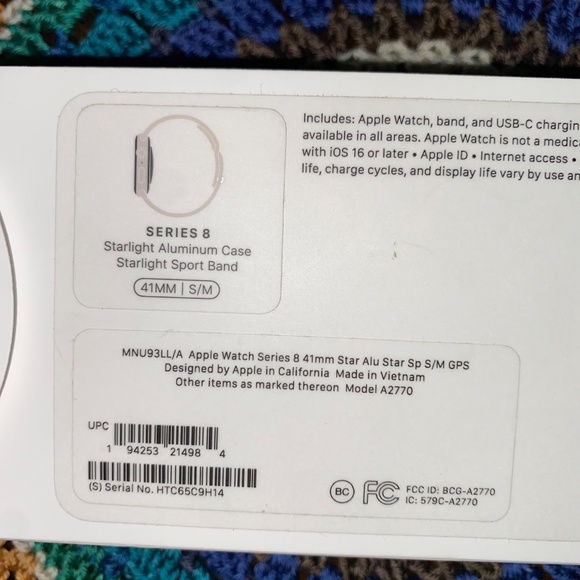 SERIES 8
Starlight Aluminum Case
Starlight Sport Band
41MM | S/M
Includes: Apple Watch, band, and USB-C
available in all areas. Apple Watch is not a
with iOS 16 or later • Apple ID • Internet access •
life, charge cycles, and display life vary by use
MNU93LL/A Apple Watch Series 8 41mm Star Alu Star Sp S/M GPS
Designed by Apple in California Made in Vietnam
Other items as marked thereon Model A2770
UPC
1 94253 21498 4
(S) Serial No. HTC65C9H14
BC FC FCC ID: BCG-A2770
IC: 579C-A2770